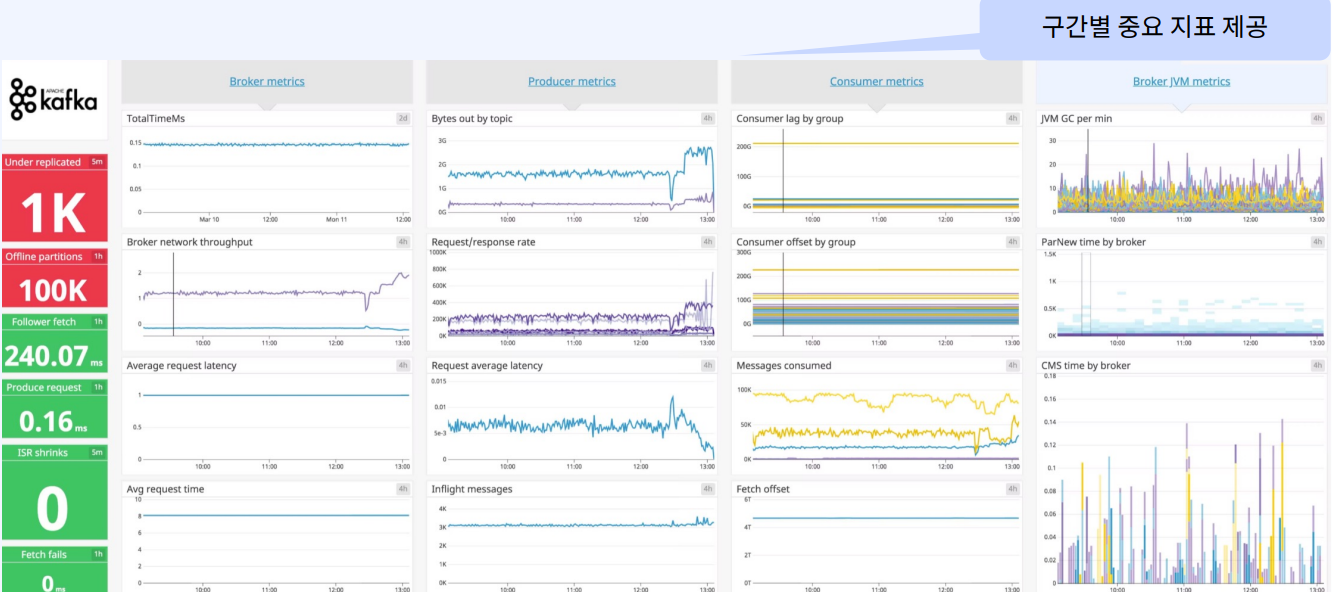 구간별 중요 지표 제공
APACHE
kafka
Under replicated 5m
1K
Offline partitions 1h
100K
Follower fetch 1h
240.07 ms
Produce request 1h
0.16 ms
ISR shrinks 5m
0
Fetch fails 1h
0 ms
Broker metrics
TotalTimeMs 2d
0.15
0.1
0.05
0
Mar 10 12:00 Mon 11 12:00
Broker network throughput 4h
2
1
0
10:00 11:00 12:00 13:00
Average request latency 4h
1
0.5
0
10:00 11:00 12:00 13:00
Avg request time 4h
10
8
6
4
2
0
10:00 11:00 12:00 13:00
Producer metrics
Bytes out by topic 4h
3G
2G
1G
0G
10:00 11:00 12:00 13:00
Request/response rate 4h
1000K
800K
600K
400K
200K
0K
10:00 11:00 12:00 13:00
Request average latency 4h
0.015
0.01
5e-3
0
10:00 11:00 12:00 13:00
Inflight messages 4h
4K
3K
2K
1K
0K
10:00 11:00 12:00 13:00
Consumer metrics
Consumer lag by group 4h
200G
100G
0G
10:00 11:00 12:00 13:00
Consumer offset by group 4h
300G
200G
100G
0G
10:00 11:00 12:00 13:00
Messages consumed 4h
100K
50K
0K
10:00 11:00 12:00 13:00
Fetch offset 4h
6T
4T
2T
0T
10:00 11:00 12:00 13:00
Broker JVM metrics
JVM GC per min 4h
30
20
10
0
10:00 11:00 12:00 13:00
ParNew time by broker 4h
1.5K
1K
0.5K
0K
10:00 11:00 12:00 13:00
CMS time by broker 4h
0.18
0.16
0.14
0.12
0.1
0.08
0.06
0.04
0.02
0
10:00 11:00 12:00 13:00